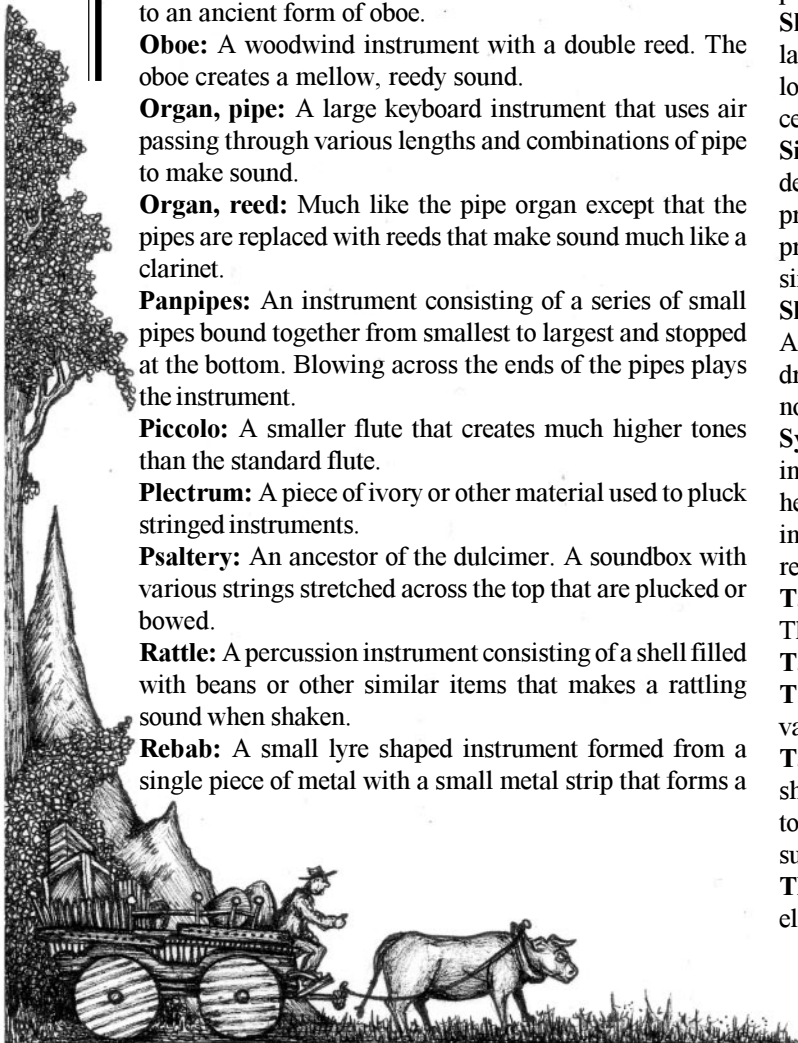 to an ancient form of oboe.
Oboe: A woodwind instrument with a double reed. The
oboe creates a mellow, reedy sound.
Organ, pipe: A large keyboard instrument that uses air
passing through various lengths and combinations of pipe
to make sound.
Organ, reed: Much like the pipe organ except that the
pipes are replaced with reeds that make sound much like a
clarinet.
Panpipes: An instrument consisting of a series of small
pipes bound together from smallest to largest and stopped
at the bottom. Blowing across the ends of the pipes plays
the instrument.
Piccolo: A smaller flute that creates much higher tones
than the standard flute.
Plectrum: A piece of ivory or other material used to pluck
stringed instruments.
Psaltery: An ancestor of the dulcimer. A soundbox with
various strings stretched across the top that are plucked or
bowed.
Rattle: A percussion instrument consisting of a shell filled
with beans or other similar items that makes a rattling
sound when shaken.
Rebab: A small lyre shaped instrument formed from a
single piece of metal with a small metal strip that forms a